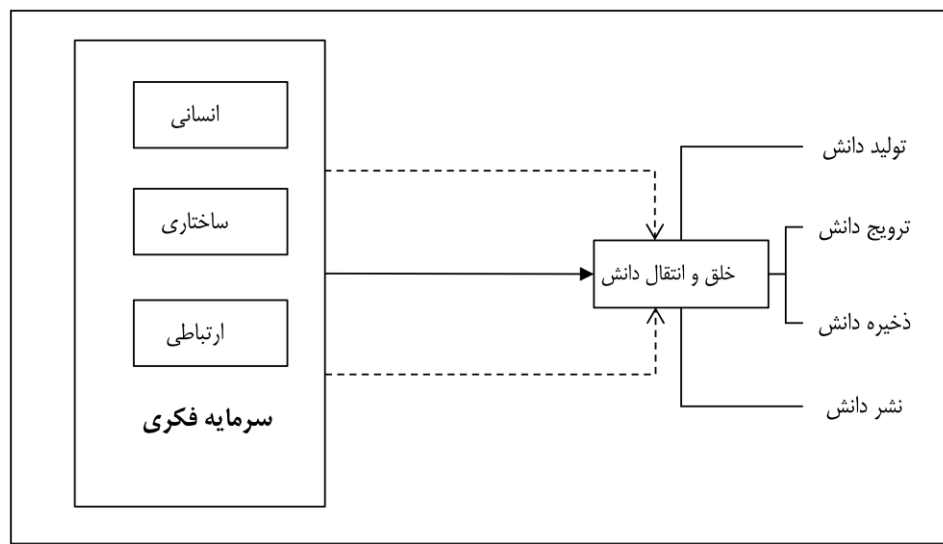 انسانی
ساختاری
ارتباطی
سرمایه فکری
خلق و انتقال دانش
تولید دانش
ترویج دانش
ذخیره دانش
نشر دانش